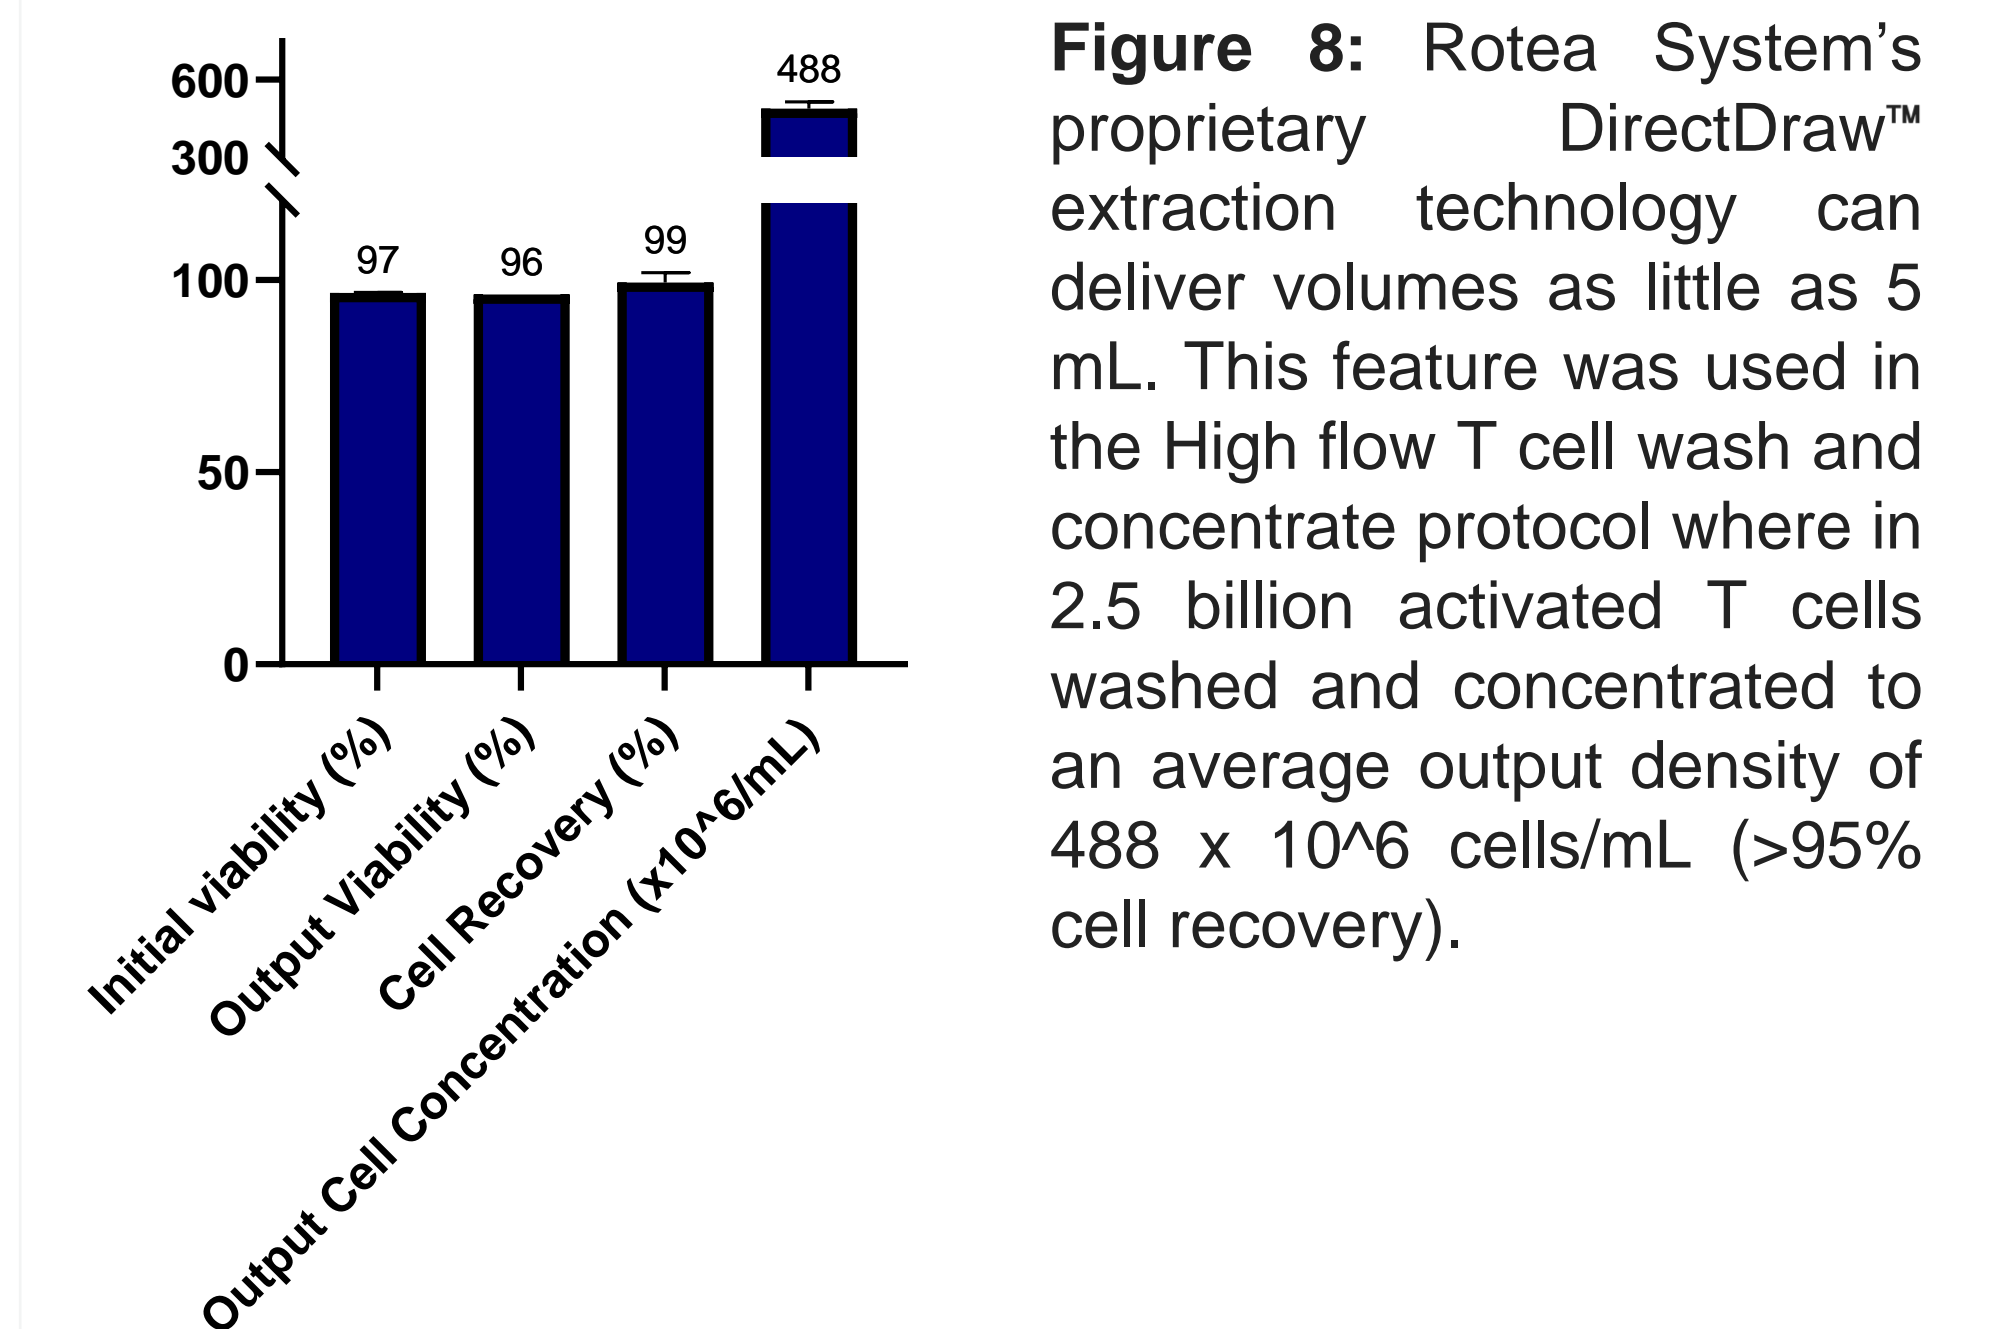 600
300
100
50
0
97
96
99
488
Initial viability (%)
Output Viability (%)
Cell Recovery (%)
Output Cell Concentration (x10^6/mL)
Figure 8: Rotea System’s
proprietary DirectDraw™
extraction technology can
deliver volumes as little as 5
mL. This feature was used in
the High flow T cell wash and
concentrate protocol where in
2.5 billion activated T cells
washed and concentrated to
an average output density of
488 x 10^6 cells/mL (>95%
cell recovery).